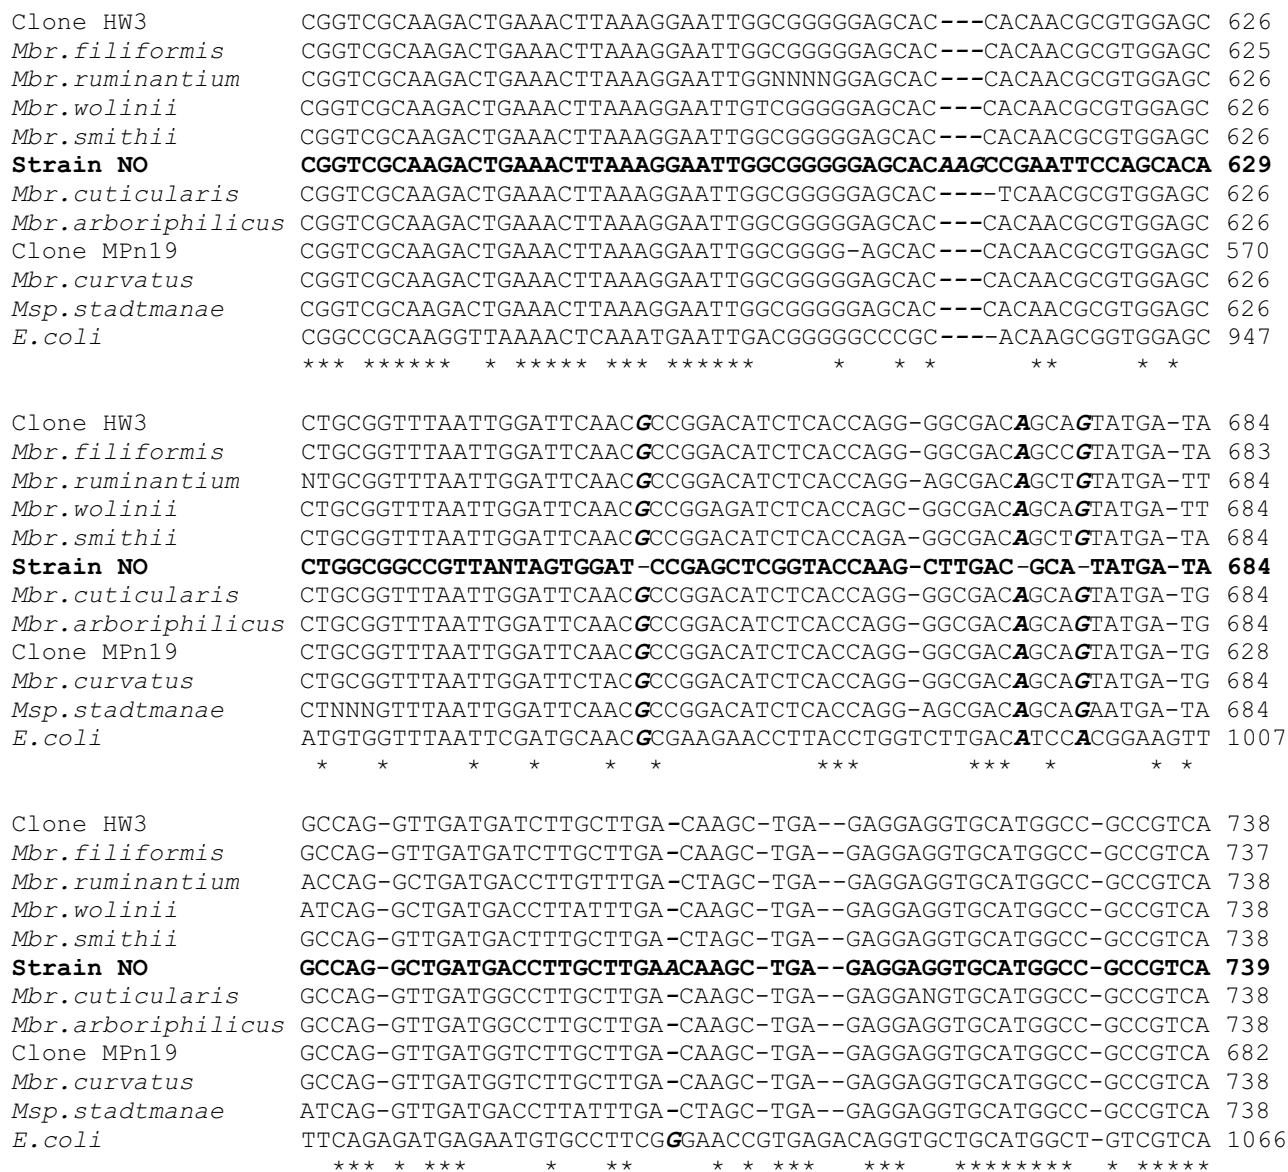 Clone HW3 CGGTCGCAAGACTGAAACTTAAAGGAATTGGCGGGGGAGCAC---CACAACGCGTGGAGC 626
Mbr.filiformis CGGTCGCAAGACTGAAACTTAAAGGAATTGGCGGGGGAGCAC---CACAACGCGTGGAGC 625
Mbr.ruminantium CGGTCGCAAGACTGAAACTTAAAGGAATTGGNNNNGGAGCAC---CACAACGCGTGGAGC 626
Mbr.wolinii CGGTCGCAAGACTGAAACTTAAAGGAATTGTCGGGGGAGCAC---CACAACGCGTGGAGC 626
Mbr.smithii CGGTCGCAAGACTGAAACTTAAAGGAATTGGCGGGGGAGCAC---CACAACGCGTGGAGC 626
Strain NO CGGTCGCAAGACTGAAACTTAAAGGAATTGGCGGGGGAGCACAAGCCGAATTCCAGCACA 629
Mbr.cuticularis CGGTCGCAAGACTGAAACTTAAAGGAATTGGCGGGGGAGCAC----TCAACGCGTGGAGC 626
Mbr.arboriphilicus CGGTCGCAAGACTGAAACTTAAAGGAATTGGCGGGGGAGCAC---CACAACGCGTGGAGC 626
Clone MPn19 CGGTCGCAAGACTGAAACTTAAAGGAATTGGCGGGG-AGCAC---CACAACGCGTGGAGC 570
Mbr.curvatus CGGTCGCAAGACTGAAACTTAAAGGAATTGGCGGGGGAGCAC---CACAACGCGTGGAGC 626
Msp.stadtmanae CGGTCGCAAGACTGAAACTTAAAGGAATTGGCGGGGGAGCAC---CACAACGCGTGGAGC 626
E.coli CGGCCGCAAGGTTAAAACTCAAATGAATTGACGGGGGCCCGC----ACAAGCGGTGGAGC 947
*** ****** * ***** *** ****** * * * ** * *
Clone HW3 CTGCGGTTTAATTGGATTCAACGCCGGACATCTCACCAGG-GGCGACAGCAGTATGA-TA 684
Mbr.filiformis CTGCGGTTTAATTGGATTCAACGCCGGACATCTCACCAGG-GGCGACAGCCGTATGA-TA 683
Mbr.ruminantium NTGCGGTTTAATTGGATTCAACGCCGGACATCTCACCAGG-AGCGACAGCTGTATGA-TT 684
Mbr.wolinii CTGCGGTTTAATTGGATTCAACGCCGGAGATCTCACCAGC-GGCGACAGCAGTATGA-TT 684
Mbr.smithii CTGCGGTTTAATTGGATTCAACGCCGGACATCTCACCAGA-GGCGACAGCTGTATGA-TA 684
Strain NO CTGGCGGCCGTTANTAGTGGAT-CCGAGCTCGGTACCAAG-CTTGAC-GCA-TATGA-TA 684
Mbr.cuticularis CTGCGGTTTAATTGGATTCAACGCCGGACATCTCACCAGG-GGCGACAGCAGTATGA-TG 684
Mbr.arboriphilicus CTGCGGTTTAATTGGATTCAACGCCGGACATCTCACCAGG-GGCGACAGCAGTATGA-TG 684
Clone MPn19 CTGCGGTTTAATTGGATTCAACGCCGGACATCTCACCAGG-GGCGACAGCAGTATGA-TG 628
Mbr.curvatus CTGCGGTTTAATTGGATTCTACGCCGGACATCTCACCAGG-GGCGACAGCAGTATGA-TG 684
Msp.stadtmanae CTNNNGTTTAATTGGATTCAACGCCGGACATCTCACCAGG-AGCGACAGCAGAATGA-TA 684
E.coli ATGTGGTTTAATTCGATGCAACGCGAAGAACCTTACCTGGTCTTGACATCCACGGAAGTT 1007
* * * * * * *** *** * * *
Clone HW3 GCCAG-GTTGATGATCTTGCTTGA-CAAGC-TGA--GAGGAGGTGCATGGCC-GCCGTCA 738
Mbr.filiformis GCCAG-GTTGATGATCTTGCTTGA-CAAGC-TGA--GAGGAGGTGCATGGCC-GCCGTCA 737
Mbr.ruminantium ACCAG-GCTGATGACCTTGTTTGA-CTAGC-TGA--GAGGAGGTGCATGGCC-GCCGTCA 738
Mbr.wolinii ATCAG-GCTGATGACCTTATTTGA-CAAGC-TGA--GAGGAGGTGCATGGCC-GCCGTCA 738
Mbr.smithii GCCAG-GTTGATGACTTTGCTTGA-CTAGC-TGA--GAGGAGGTGCATGGCC-GCCGTCA 738
Strain NO GCCAG-GCTGATGACCTTGCTTGAACAAGC-TGA--GAGGAGGTGCATGGCC-GCCGTCA 739
Mbr.cuticularis GCCAG-GTTGATGGCCTTGCTTGA-CAAGC-TGA--GAGGANGTGCATGGCC-GCCGTCA 738
Mbr.arboriphilicus GCCAG-GTTGATGGCCTTGCTTGA-CAAGC-TGA--GAGGAGGTGCATGGCC-GCCGTCA 738
Clone MPn19 GCCAG-GTTGATGGTCTTGCTTGA-CAAGC-TGA--GAGGAGGTGCATGGCC-GCCGTCA 682
Mbr.curvatus GCCAG-GTTGATGGTCTTGCTTGA-CAAGC-TGA--GAGGAGGTGCATGGCC-GCCGTCA 738
Msp.stadtmanae ATCAG-GTTGATGACCTTATTTGA-CTAGC-TGA--GAGGAGGTGCATGGCC-GCCGTCA 738
E.coli TTCAGAGATGAGAATGTGCCTTCGGGAACCGTGAGACAGGTGCTGCATGGCT-GTCGTCA 1066
*** * *** * ** * * *** *** ******** * *****